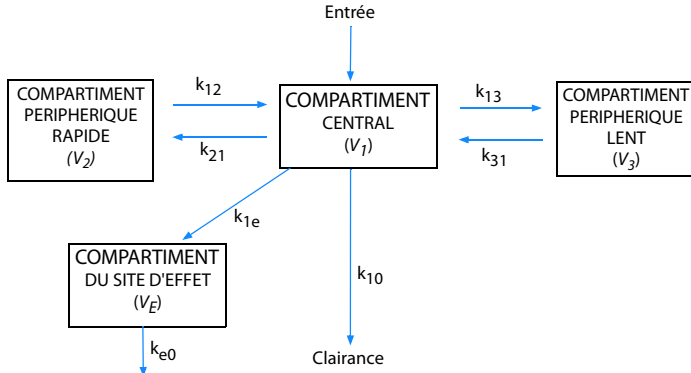 Entrée
COMPARTIMENT
PERIPHERIQUE
RAPIDE
(V2)
k12
k21
COMPARTIMENT
CENTRAL
(V1)
k13
k31
COMPARTIMENT
PERIPHERIQUE
LENT
(V3)
k1e
COMPARTIMENT
DU SITE D'EFFET
(VE)
k10
ke0
Clairance